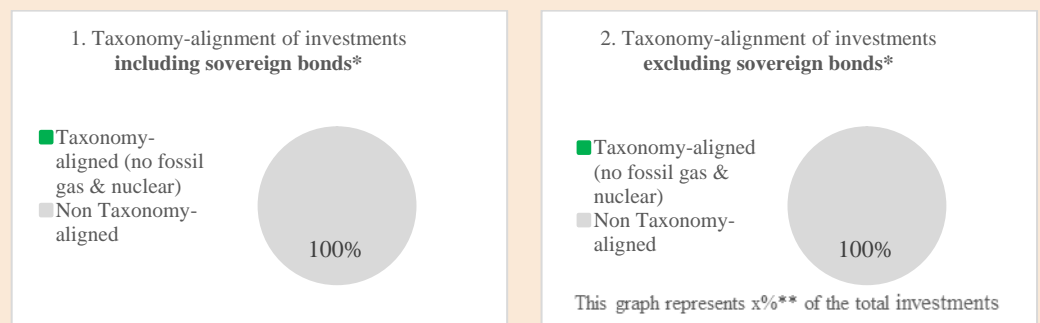 1. Taxonomy-alignment of investments
including sovereign bonds*
Taxonomy-
aligned (no fossil
gas & nuclear)
Non Taxonomy-
aligned
100%
2. Taxonomy-alignment of investments
excluding sovereign bonds*
Taxonomy-aligned
(no fossil gas &
nuclear)
Non Taxonomy-
aligned
100%
This graph represents x%** of the total investments